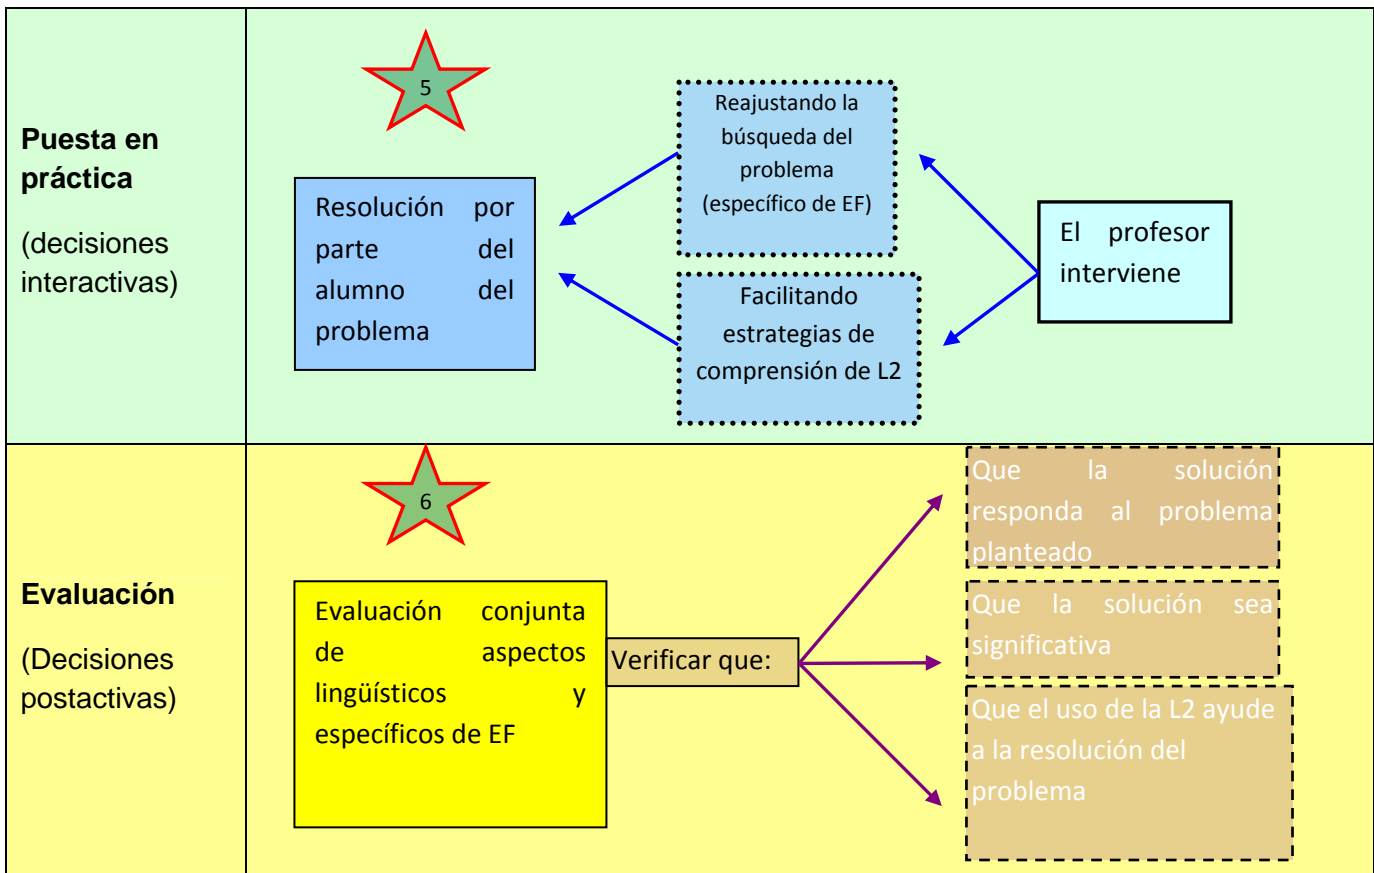 Puesta en
práctica
(decisiones
interactivas)
5
Resolución por
parte del
alumno del
problema
Reajustando la
búsqueda del
problema
(específico de EF)
Facilitando
estrategias de
comprensión de L2
El profesor
interviene
Evaluación
(Decisiones
postactivas)
6
Evaluación conjunta
de aspectos
lingüísticos y
específicos de EF
Verificar que:
Que la solución
responda al problema
planteado
Que la solución sea
significativa
Que el uso de la L2 ayude
a la resolución del
problema